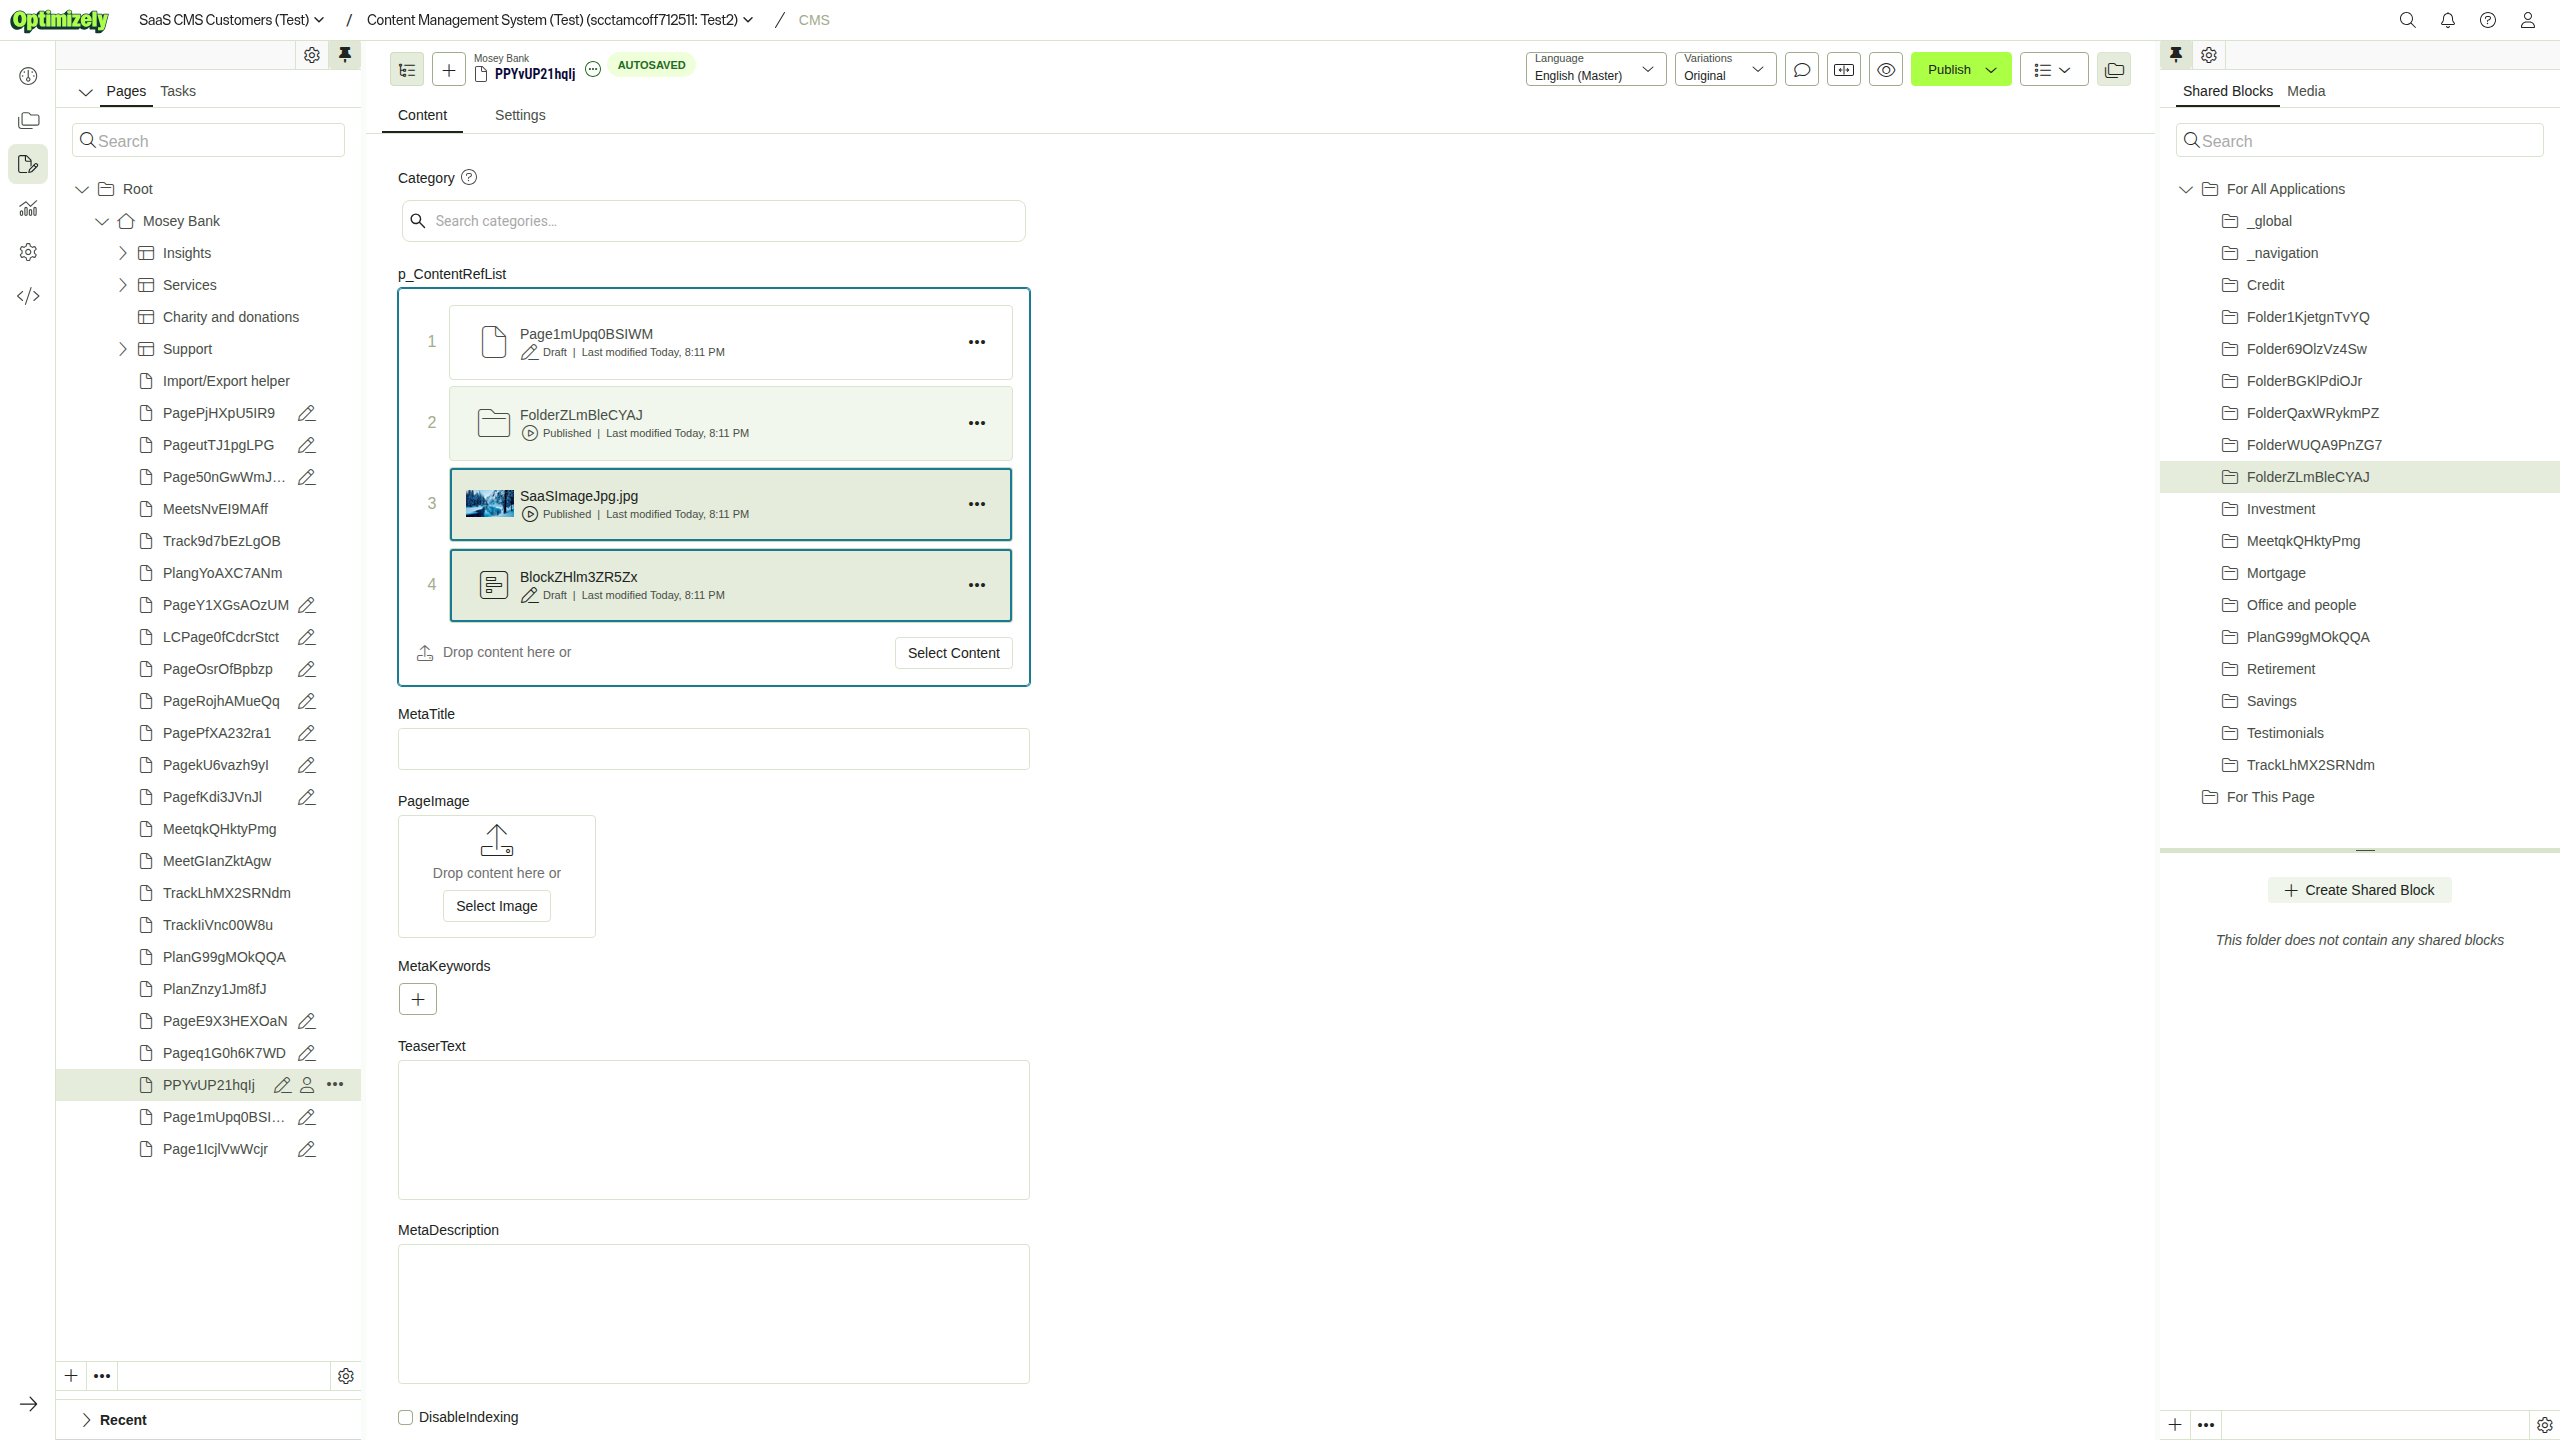 Optimizely
SaaS CMS Customers (Test) / Content Management System (Test) (scctamcoff712511: Test2) / CMS
Pages Tasks
Search
Root
Mosey Bank
Insights
Services
Charity and donations
Support
Import/Export helper
PagePjHXpU5IR9
PageutTJ1pgLPG
Page50nGwWmJ…
MeetsNvEI9MAff
Track9d7bEzLgOB
PlangYoAXC7ANm
PageY1XGsAOzUM
LCPage0fCdcrStct
PageOsrOfBpbzp
PageRojhAMueQq
PagePfXA232ra1
PagekU6vazh9yI
PagefKdi3JVnJl
MeetqkQHktyPmg
MeetGIanZktAgw
TrackLhMX2SRNdm
TrackIiVnc00W8u
PlanG99gMOkQQA
PlanZnzy1Jm8fJ
PageE9X3HEXOaN
Pageq1G0h6K7WD
PPYvUP21hqIj
Page1mUpq0BSI…
Page1IcjlVwWcjr
Recent
Mosey Bank
PPYvUP21hqIj
AUTOSAVED
Language
English (Master)
Variations
Original
Publish
Content Settings
Category
Search categories...
p_ContentRefList
1
Page1mUpq0BSIWM
Draft | Last modified Today, 8:11 PM
2
FolderZLmBleCYAJ
Published | Last modified Today, 8:11 PM
3
SaaSImageJpg.jpg
Published | Last modified Today, 8:11 PM
4
BlockZHlm3ZR5Zx
Draft | Last modified Today, 8:11 PM
Drop content here or
Select Content
MetaTitle
PageImage
Drop content here or
Select Image
MetaKeywords
TeaserText
MetaDescription
DisableIndexing
Shared Blocks Media
Search
For All Applications
_global
_navigation
Credit
Folder1KjetgnTvYQ
Folder69OlzVz4Sw
FolderBGKlPdiOJr
FolderQaxWRykmPZ
FolderWUQA9PnZG7
FolderZLmBleCYAJ
Investment
MeetqkQHktyPmg
Mortgage
Office and people
PlanG99gMOkQQA
Retirement
Savings
Testimonials
TrackLhMX2SRNdm
For This Page
Create Shared Block
This folder does not contain any shared blocks